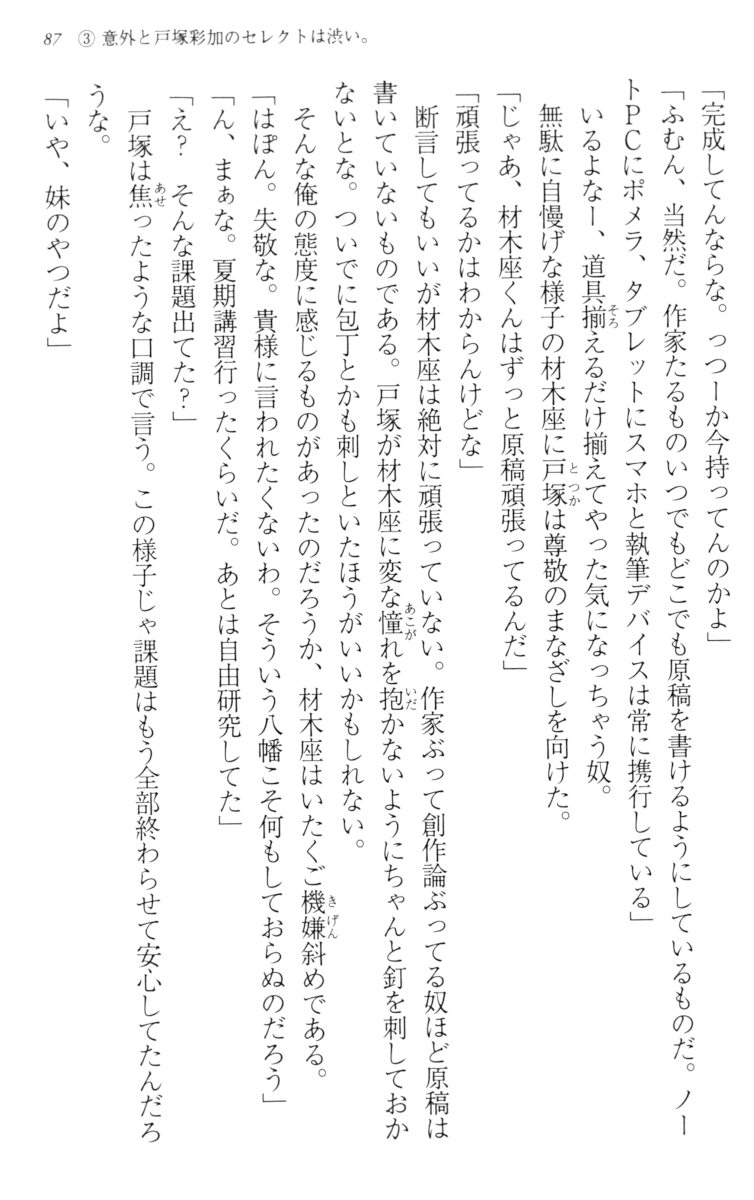 87　③ 意外と戸塚彩加のセレクトは渋い。
「完成してんならな。っつーか今持ってんのかよ」
「ふむん、当然だ。作家たるものいつでもどこでも原稿を書けるようにしているものだ。ノー
トPCにポメラ、タブレットにスマホと執筆デバイスは常に携行している」
　いるよなー、道具揃えるだけ揃えてやった気になっちゃう奴。
　無駄に自慢げな様子の材木座に戸塚は尊敬のまなざしを向けた。
「じゃあ、材木座くんはずっと原稿頑張ってるんだ」
「頑張ってるかはわからんけどな」
　断言してもいいが材木座は絶対に頑張っていない。作家ぶって創作論ぶってる奴ほど原稿は
書いていないものである。戸塚が材木座に変な憧れを抱かないようにちゃんと釘を刺しておか
ないとな。ついでに包丁とかも刺しといたほうがいいかもしれない。
　そんな俺の態度に感じるものがあったのだろうか、材木座はいたくご機嫌斜めである。
「はぽん。失敬な。貴様に言われたくないわ。そういう八幡こそ何もしておらぬのだろう」
「ん、まぁな。夏期講習行ったくらいだ。あとは自由研究してた」
「え？　そんな課題出てた？」
　戸塚は焦ったような口調で言う。この様子じゃ課題はもう全部終わらせて安心してたんだろ
うな。
「いや、妹のやつだよ」